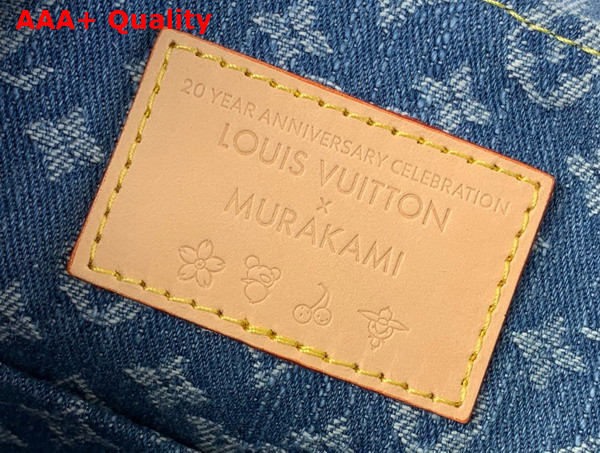 AAA+ Quality
20 YEAR ANNIVERSARY CELEBRATION
LOUIS VUITTON
×
MURAKAMI